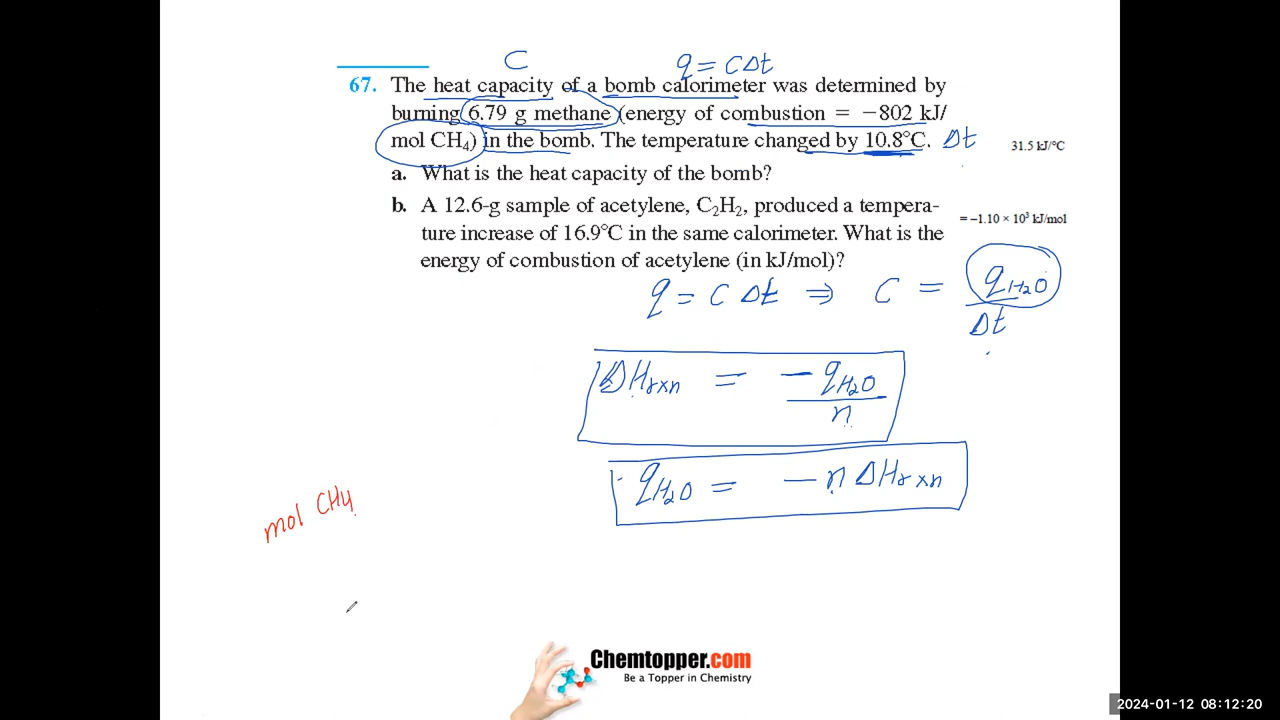 C q = CΔt
67. The heat capacity of a bomb calorimeter was determined by
burning 6.79 g methane (energy of combustion = −802 kJ/
mol CH₄) in the bomb. The temperature changed by 10.8°C. Δt 31.5 kJ/°C
a. What is the heat capacity of the bomb?
b. A 12.6-g sample of acetylene, C₂H₂, produced a tempera-
= −1.10 × 10³ kJ/mol
ture increase of 16.9°C in the same calorimeter. What is the
energy of combustion of acetylene (in kJ/mol)?
q = C Δt ⇒ C = qH₂O / Δt
ΔHrxn = − qH₂O / n
qH₂O = − n ΔHrxn
mol CH4
Chemtopper.com
Be a Topper in Chemistry
2024-01-12 08:12:20